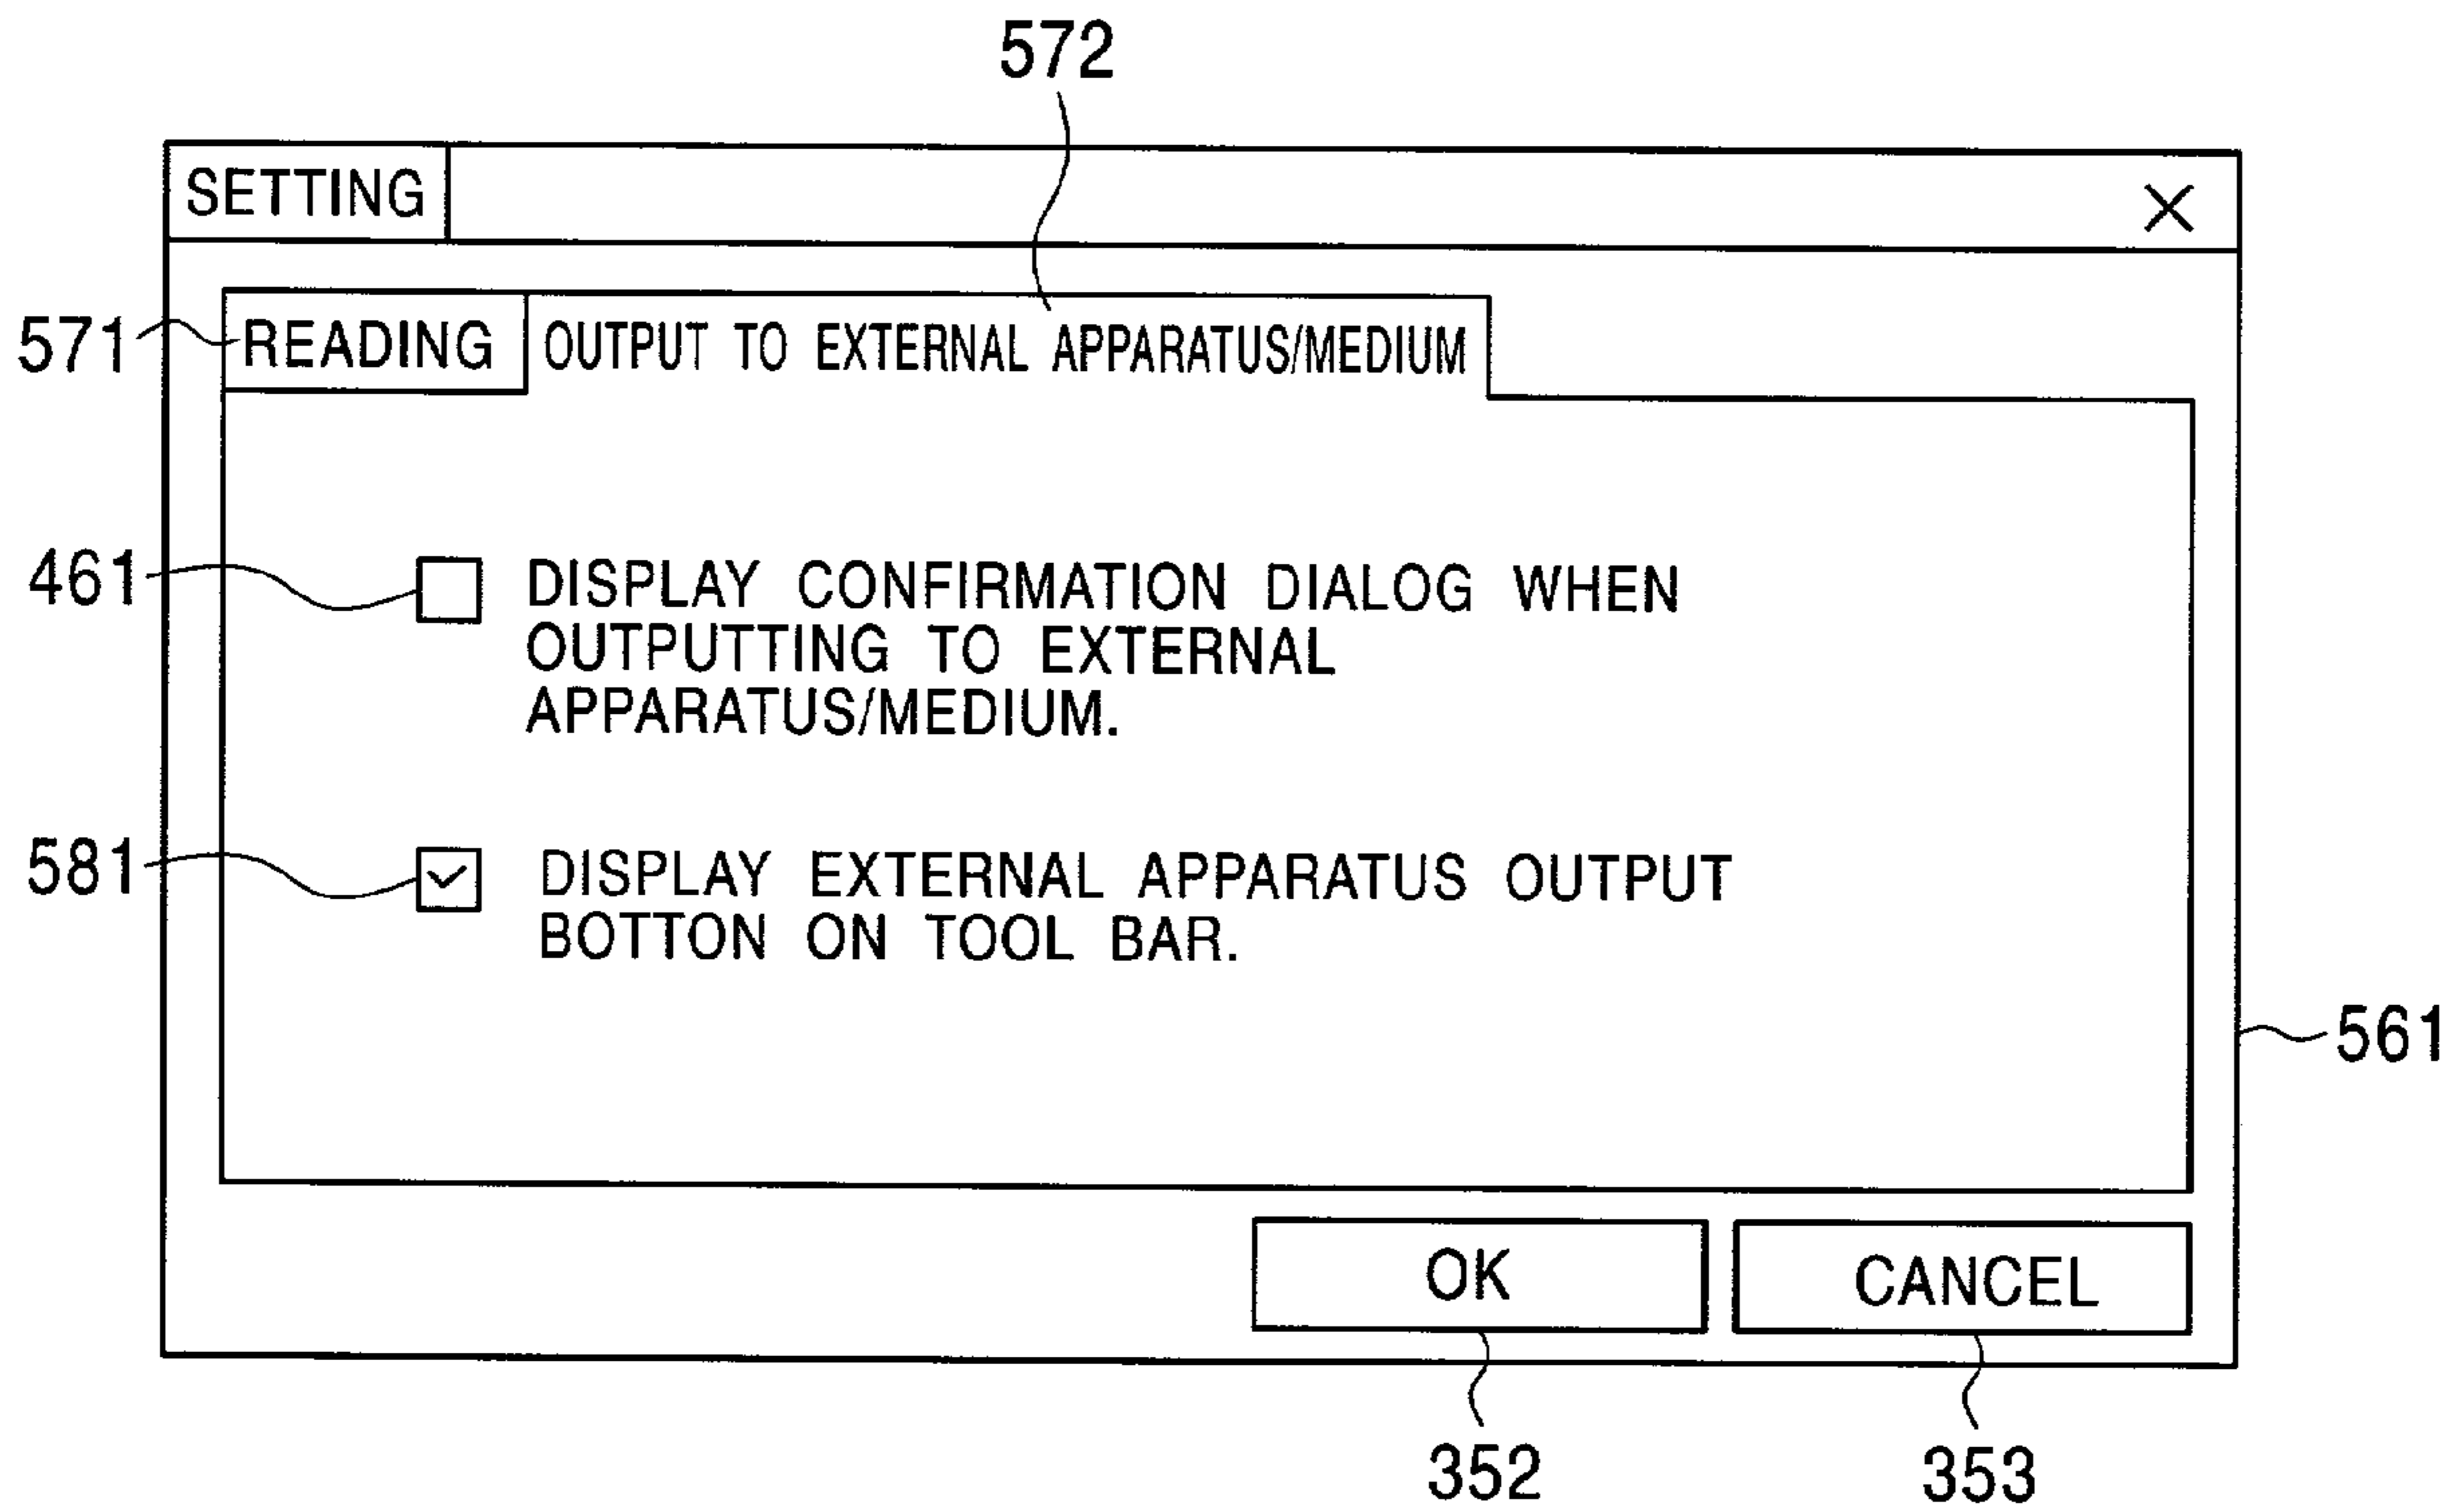 572
SETTING
571
READING
OUTPUT TO EXTERNAL APPARATUS/MEDIUM
461
DISPLAY CONFIRMATION DIALOG WHEN
OUTPUTTING TO EXTERNAL
APPARATUS/MEDIUM.
581
DISPLAY EXTERNAL APPARATUS OUTPUT
BOTTON ON TOOL BAR.
561
OK
CANCEL
352
353